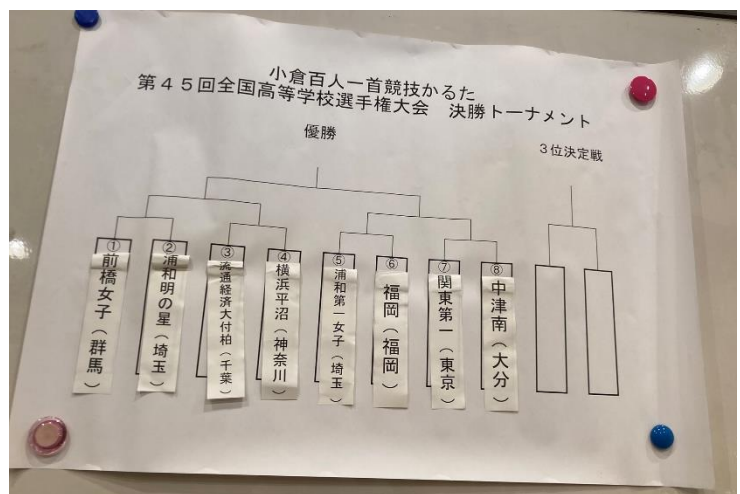 小倉百人一首競技かるた
第45回全国高等学校選手権大会　決勝トーナメント
優勝
3位決定戦
①前橋女子（群馬）
②浦和明の星（埼玉）
③流通経済大付柏（千葉）
④横浜平沼（神奈川）
⑤浦和第一女子（埼玉）
⑥福岡（福岡）
⑦関東第一（東京）
⑧中津南（大分）